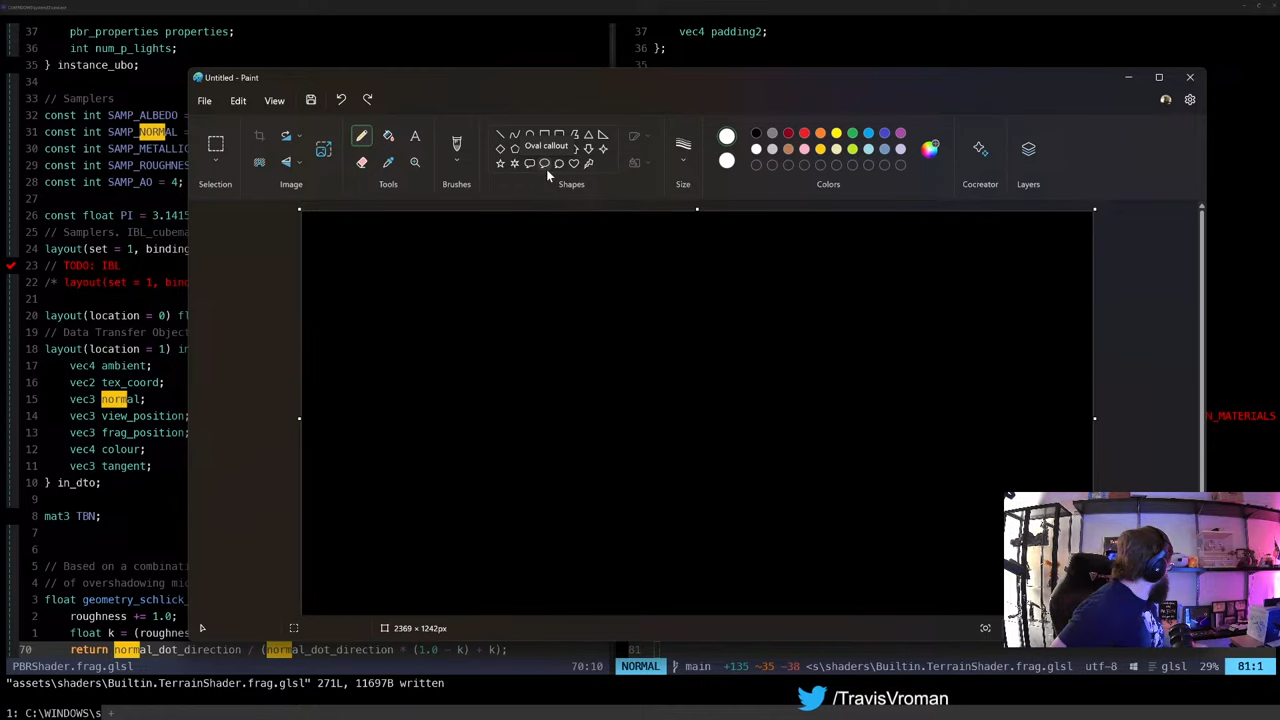 C:\WINDOWS\s
37 pbr_properties properties;
36 int num_p_lights;
35 } instance_ubo;
34
33 // Samplers
32 const int SAMP_ALBEDO =
31 const int SAMP_NORMAL =
30 const int SAMP_METALLIC
29 const int SAMP_ROUGHNES
28 const int SAMP_AO = 4;
27
26 const float PI = 3.1415
25 // Samplers. IBL_cubema
24 layout(set = 1, binding
23 // TODO: IBL
22 /* layout(set = 1, bind
21
20 layout(location = 0) fl
19 // Data Transfer Object
18 layout(location = 1) in
17 vec4 ambient;
16 vec2 tex_coord;
15 vec3 normal;
14 vec3 view_position;
13 vec3 frag_position;
12 vec4 colour;
11 vec3 tangent;
10 } in_dto;
9
8 mat3 TBN;
7
6
5 // Based on a combinati
4 // of overshadowing mic
3 float geometry_schlick_
2 roughness += 1.0;
1 float k = (roughnes
70 return normal_dot_direction / (normal_dot_direction * (1.0 - k) + k);
PBRShader.frag.glsl 70:10
37 vec4 padding2;
36 };
35
N_MATERIALS
81
NORMAL main +135 ~35 -38 <s\shaders\Builtin.TerrainShader.frag.glsl utf-8 glsl 29% 81:1
"assets\shaders\Builtin.TerrainShader.frag.glsl" 271L, 11697B written
1: C:\WINDOWS\s +
Untitled - Paint
File Edit View
Oval callout
Selection Image Tools Brushes Shapes Size Colors Cocreator Layers
2369 × 1242px
/TravisVroman